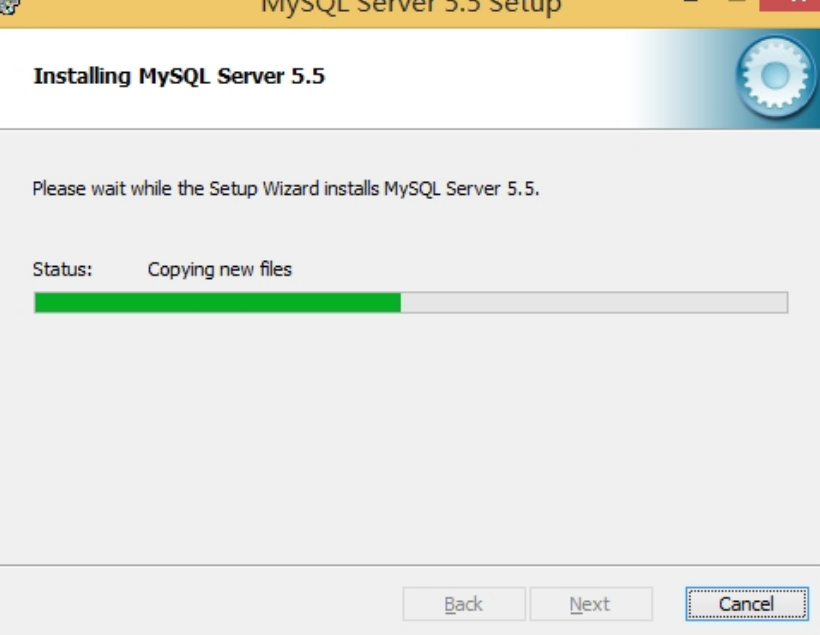 MySQL Server 5.5 Setup
Installing MySQL Server 5.5
Please wait while the Setup Wizard installs MySQL Server 5.5.
Status: Copying new files
Back Next Cancel